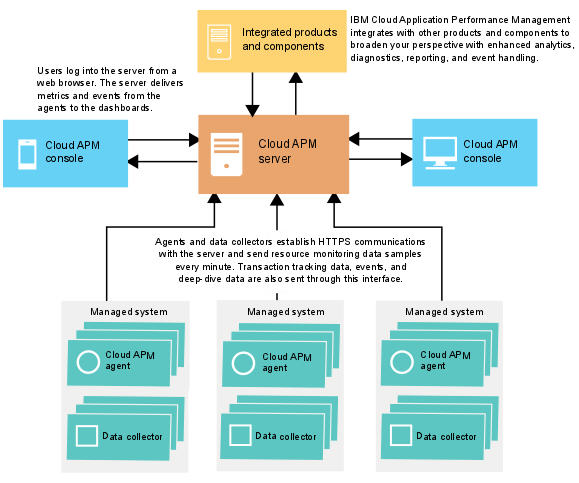 Integrated products
and components
IBM Cloud Application Performance Management
integrates with other products and components to
broaden your perspective with enhanced analytics,
diagnostics, reporting, and event handling.
Users log into the server from a
web browser. The server delivers
metrics and events from the
agents to the dashboards.
Cloud APM
console
Cloud APM
server
Cloud APM
console
Agents and data collectors establish HTTPS communications
with the server and send resource monitoring data samples
every minute. Transaction tracking data, events, and
deep-dive data are also sent through this interface.
Managed system
Cloud APM
agent
Data collector
Managed system
Cloud APM
agent
Data collector
Managed system
Cloud APM
agent
Data collector